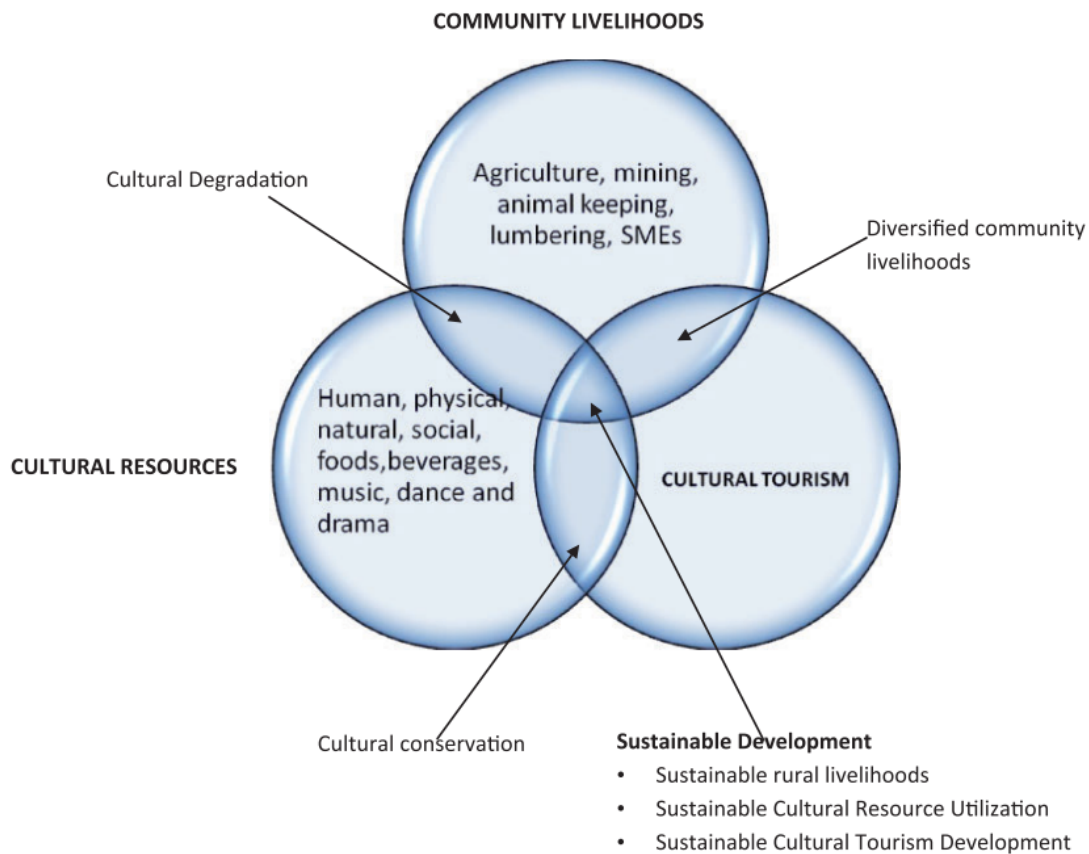 COMMUNITY LIVELIHOODS
Cultural Degradation
Agriculture, mining,
animal keeping,
lumbering, SMEs
Diversified community
livelihoods
Human, physical,
natural, social,
foods,beverages,
music, dance and
drama
CULTURAL RESOURCES
CULTURAL TOURISM
Cultural conservation
Sustainable Development
• Sustainable rural livelihoods
• Sustainable Cultural Resource Utilization
• Sustainable Cultural Tourism Development